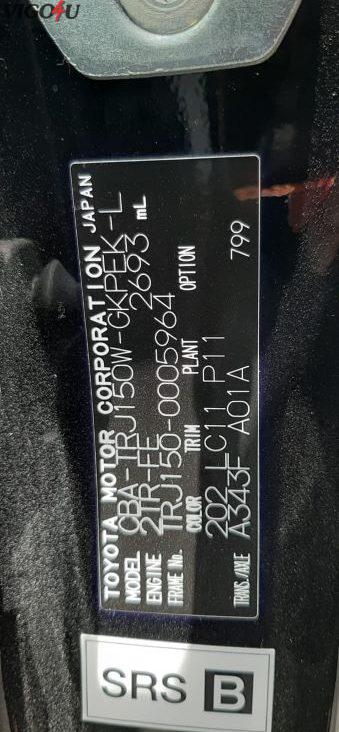 VIGO4U
TOYOTA MOTOR CORPORATION JAPAN
MODEL CBA-TRJ150W-GKPEK-L
ENGINE 2TR-FE 2693 mL
FRAME No. TRJ150-0005964
COLOR TRIM PLANT OPTION
202 LC11 P11
TRANS./AXLE A343F A01A 799
SRS B